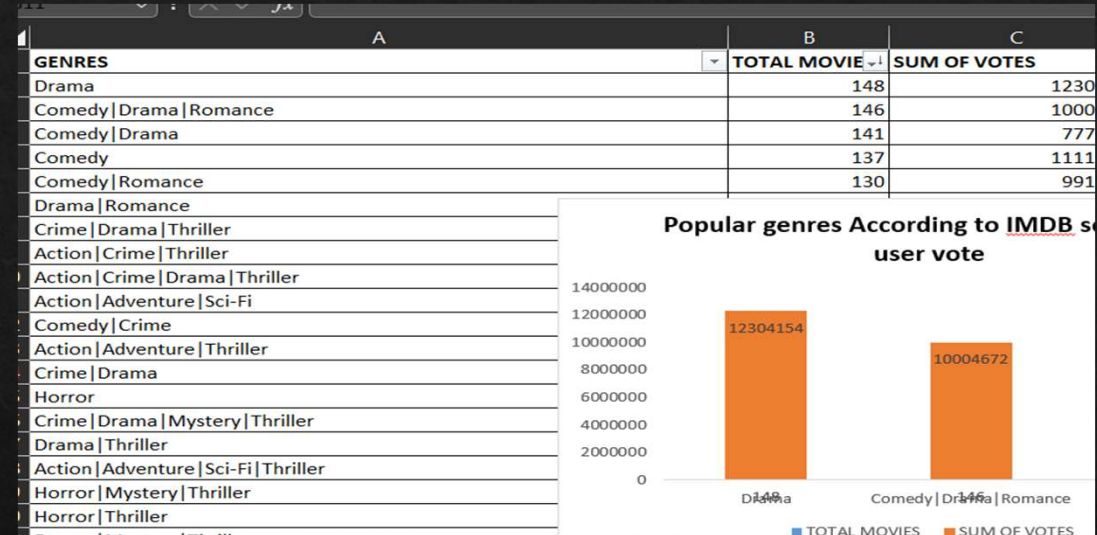 A B C
GENRES TOTAL MOVIE SUM OF VOTES
Drama 148 1230
Comedy|Drama|Romance 146 1000
Comedy|Drama 141 777
Comedy 137 1111
Comedy|Romance 130 991
Drama|Romance
Crime|Drama|Thriller
Action|Crime|Thriller
Action|Crime|Drama|Thriller
Action|Adventure|Sci-Fi
Comedy|Crime
Action|Adventure|Thriller
Crime|Drama
Horror
Crime|Drama|Mystery|Thriller
Drama|Thriller
Action|Adventure|Sci-Fi|Thriller
Horror|Mystery|Thriller
Horror|Thriller
Popular genres According to IMDB s
user vote
14000000
12000000
10000000
8000000
6000000
4000000
2000000
0
12304154
10004672
148 146
Drama Comedy|Drama|Romance
TOTAL MOVIES SUM OF VOTES